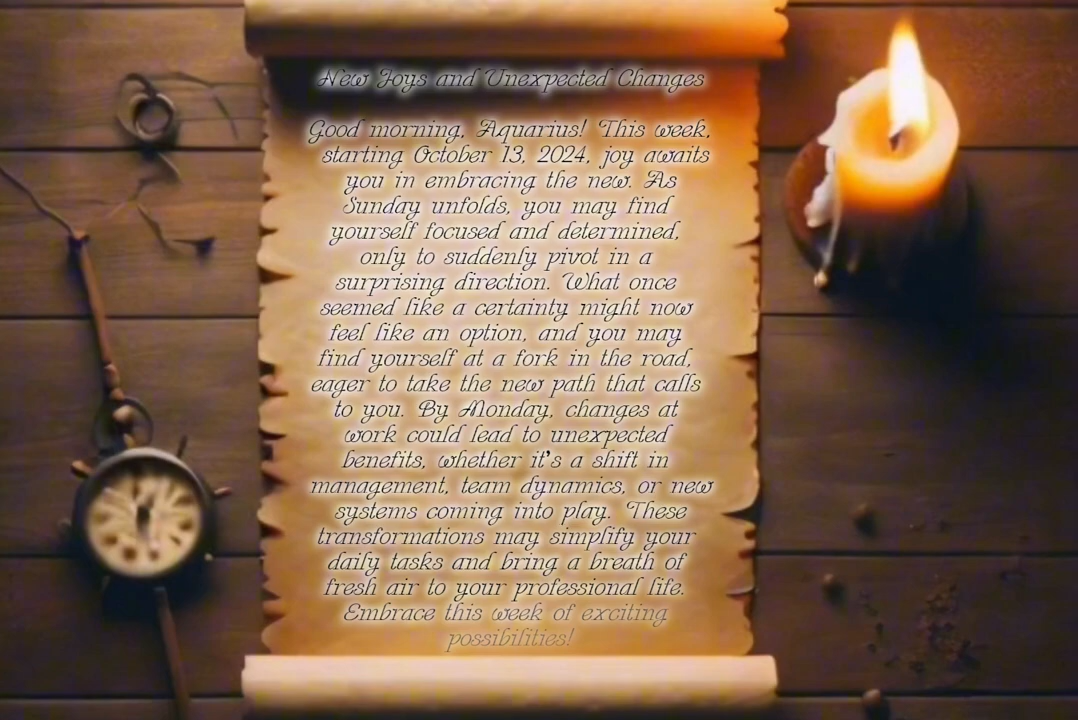 New Joys and Unexpected Changes
Good morning, Aquarius! This week,
starting October 13, 2024, joy awaits
you in embracing the new. As
Sunday unfolds, you may find
yourself focused and determined,
only to suddenly pivot in a
surprising direction. What once
seemed like a certainty might now
feel like an option, and you may
find yourself at a fork in the road,
eager to take the new path that calls
to you. By Monday, changes at
work could lead to unexpected
benefits, whether it's a shift in
management, team dynamics, or new
systems coming into play. These
transformations may simplify your
daily tasks and bring a breath of
fresh air to your professional life.
Embrace this week of exciting
possibilities!